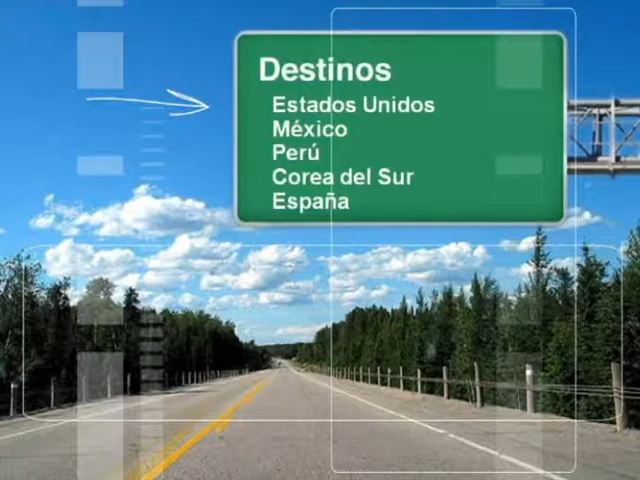 Destinos
Estados Unidos
México
Perú
Corea del Sur
España